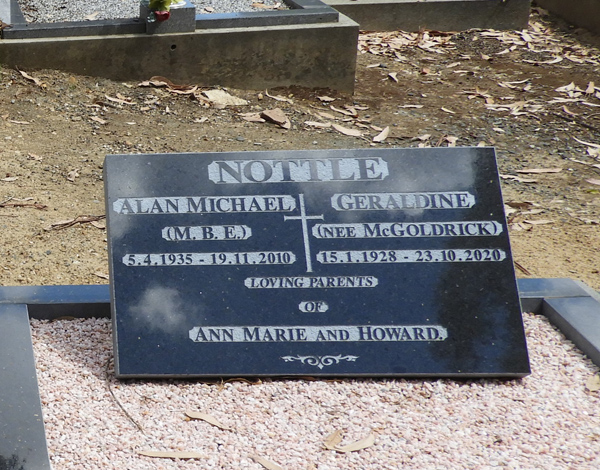 NOTTLE
ALAN MICHAEL GERALDINE
(M.B.E.) (NEE McGOLDRICK)
5.4.1935 - 19.11.2010 15.1.1928 - 23.10.2020
LOVING PARENTS
OF
ANN MARIE AND HOWARD.